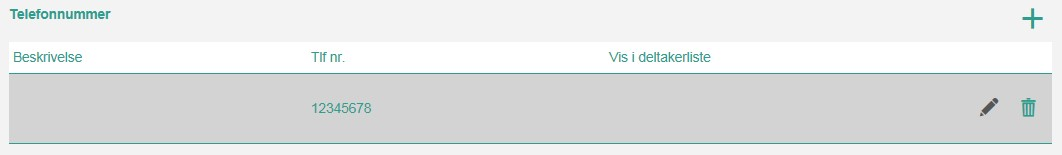 Telefonnummer
Beskrivelse Tlf nr. Vis i deltakerliste
12345678